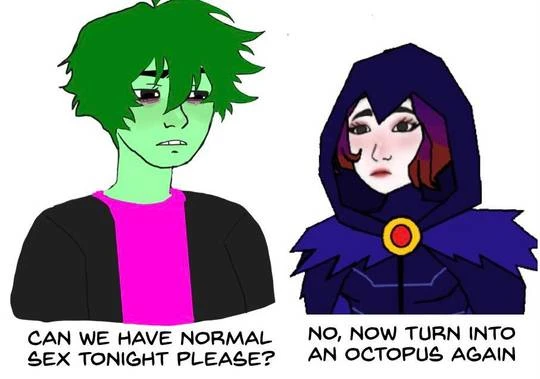 CAN WE HAVE NORMAL
SEX TONIGHT PLEASE?
NO, NOW TURN INTO
AN OCTOPUS AGAIN